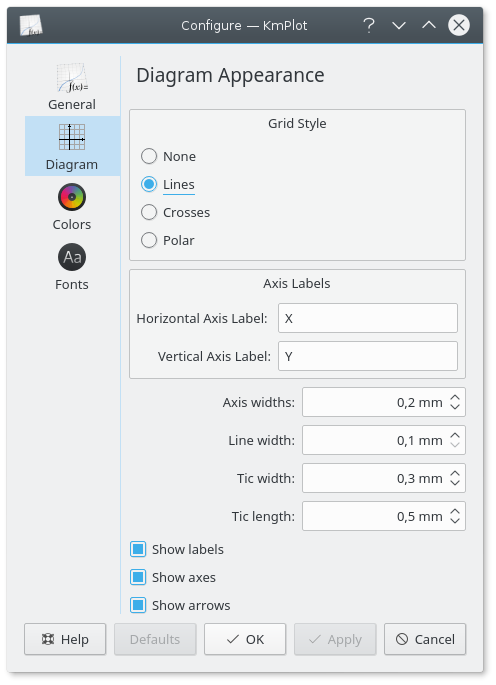 Configure — KmPlot
f(x)=
General
Diagram
Colors
Aa
Fonts
Diagram Appearance
Grid Style
None
Lines
Crosses
Polar
Axis Labels
Horizontal Axis Label: X
Vertical Axis Label: Y
Axis widths: 0,2 mm
Line width: 0,1 mm
Tic width: 0,3 mm
Tic length: 0,5 mm
Show labels
Show axes
Show arrows
Help Defaults OK Apply Cancel